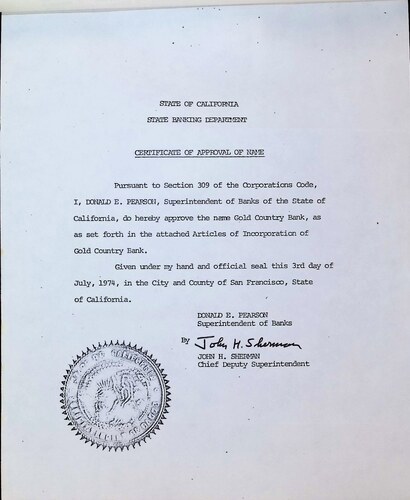 STATE OF CALIFORNIA
STATE BANKING DEPARTMENT
CERTIFICATE OF APPROVAL OF NAME
Pursuant to Section 309 of the Corporations Code,
I, DONALD E. PEARSON, Superintendent of Banks of the State of
California, do hereby approve the name Gold Country Bank, as
as set forth in the attached Articles of Incorporation of
Gold Country Bank.
Given under my hand and official seal this 3rd day of
July, 1974, in the City and County of San Francisco, State
of California.
DONALD E. PEARSON
Superintendent of Banks
By John H. Sherman
JOHN H. SHERMAN
Chief Deputy Superintendent